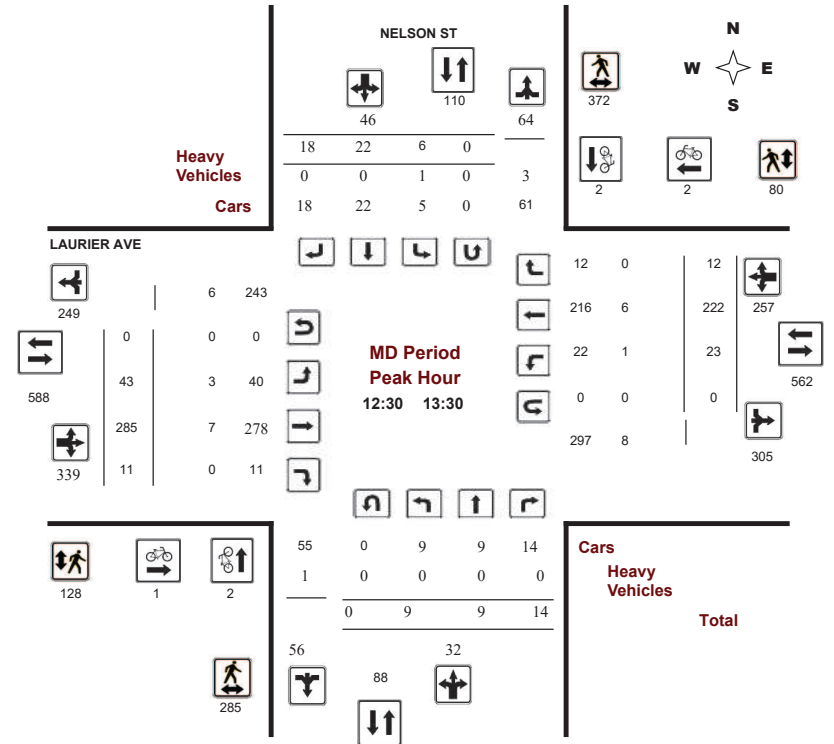 NELSON ST
N
W E
S
46
110
64
372
18 22 6 0
Heavy
Vehicles
0 0 1 0 3
Cars
18 22 5 0 61
2
2
80
LAURIER AVE
249
6 243
12 0 12
257
0 0 0
216 6 222
588
43 3 40
MD Period
Peak Hour
12:30 13:30
22 1 23
562
285 7 278
0 0 0
339
11 0 11
297 8
305
128
1
2
55 0 9 9 14
Cars
1 0 0 0 0
Heavy
Vehicles
0 9 9 14
Total
56
88
32
285